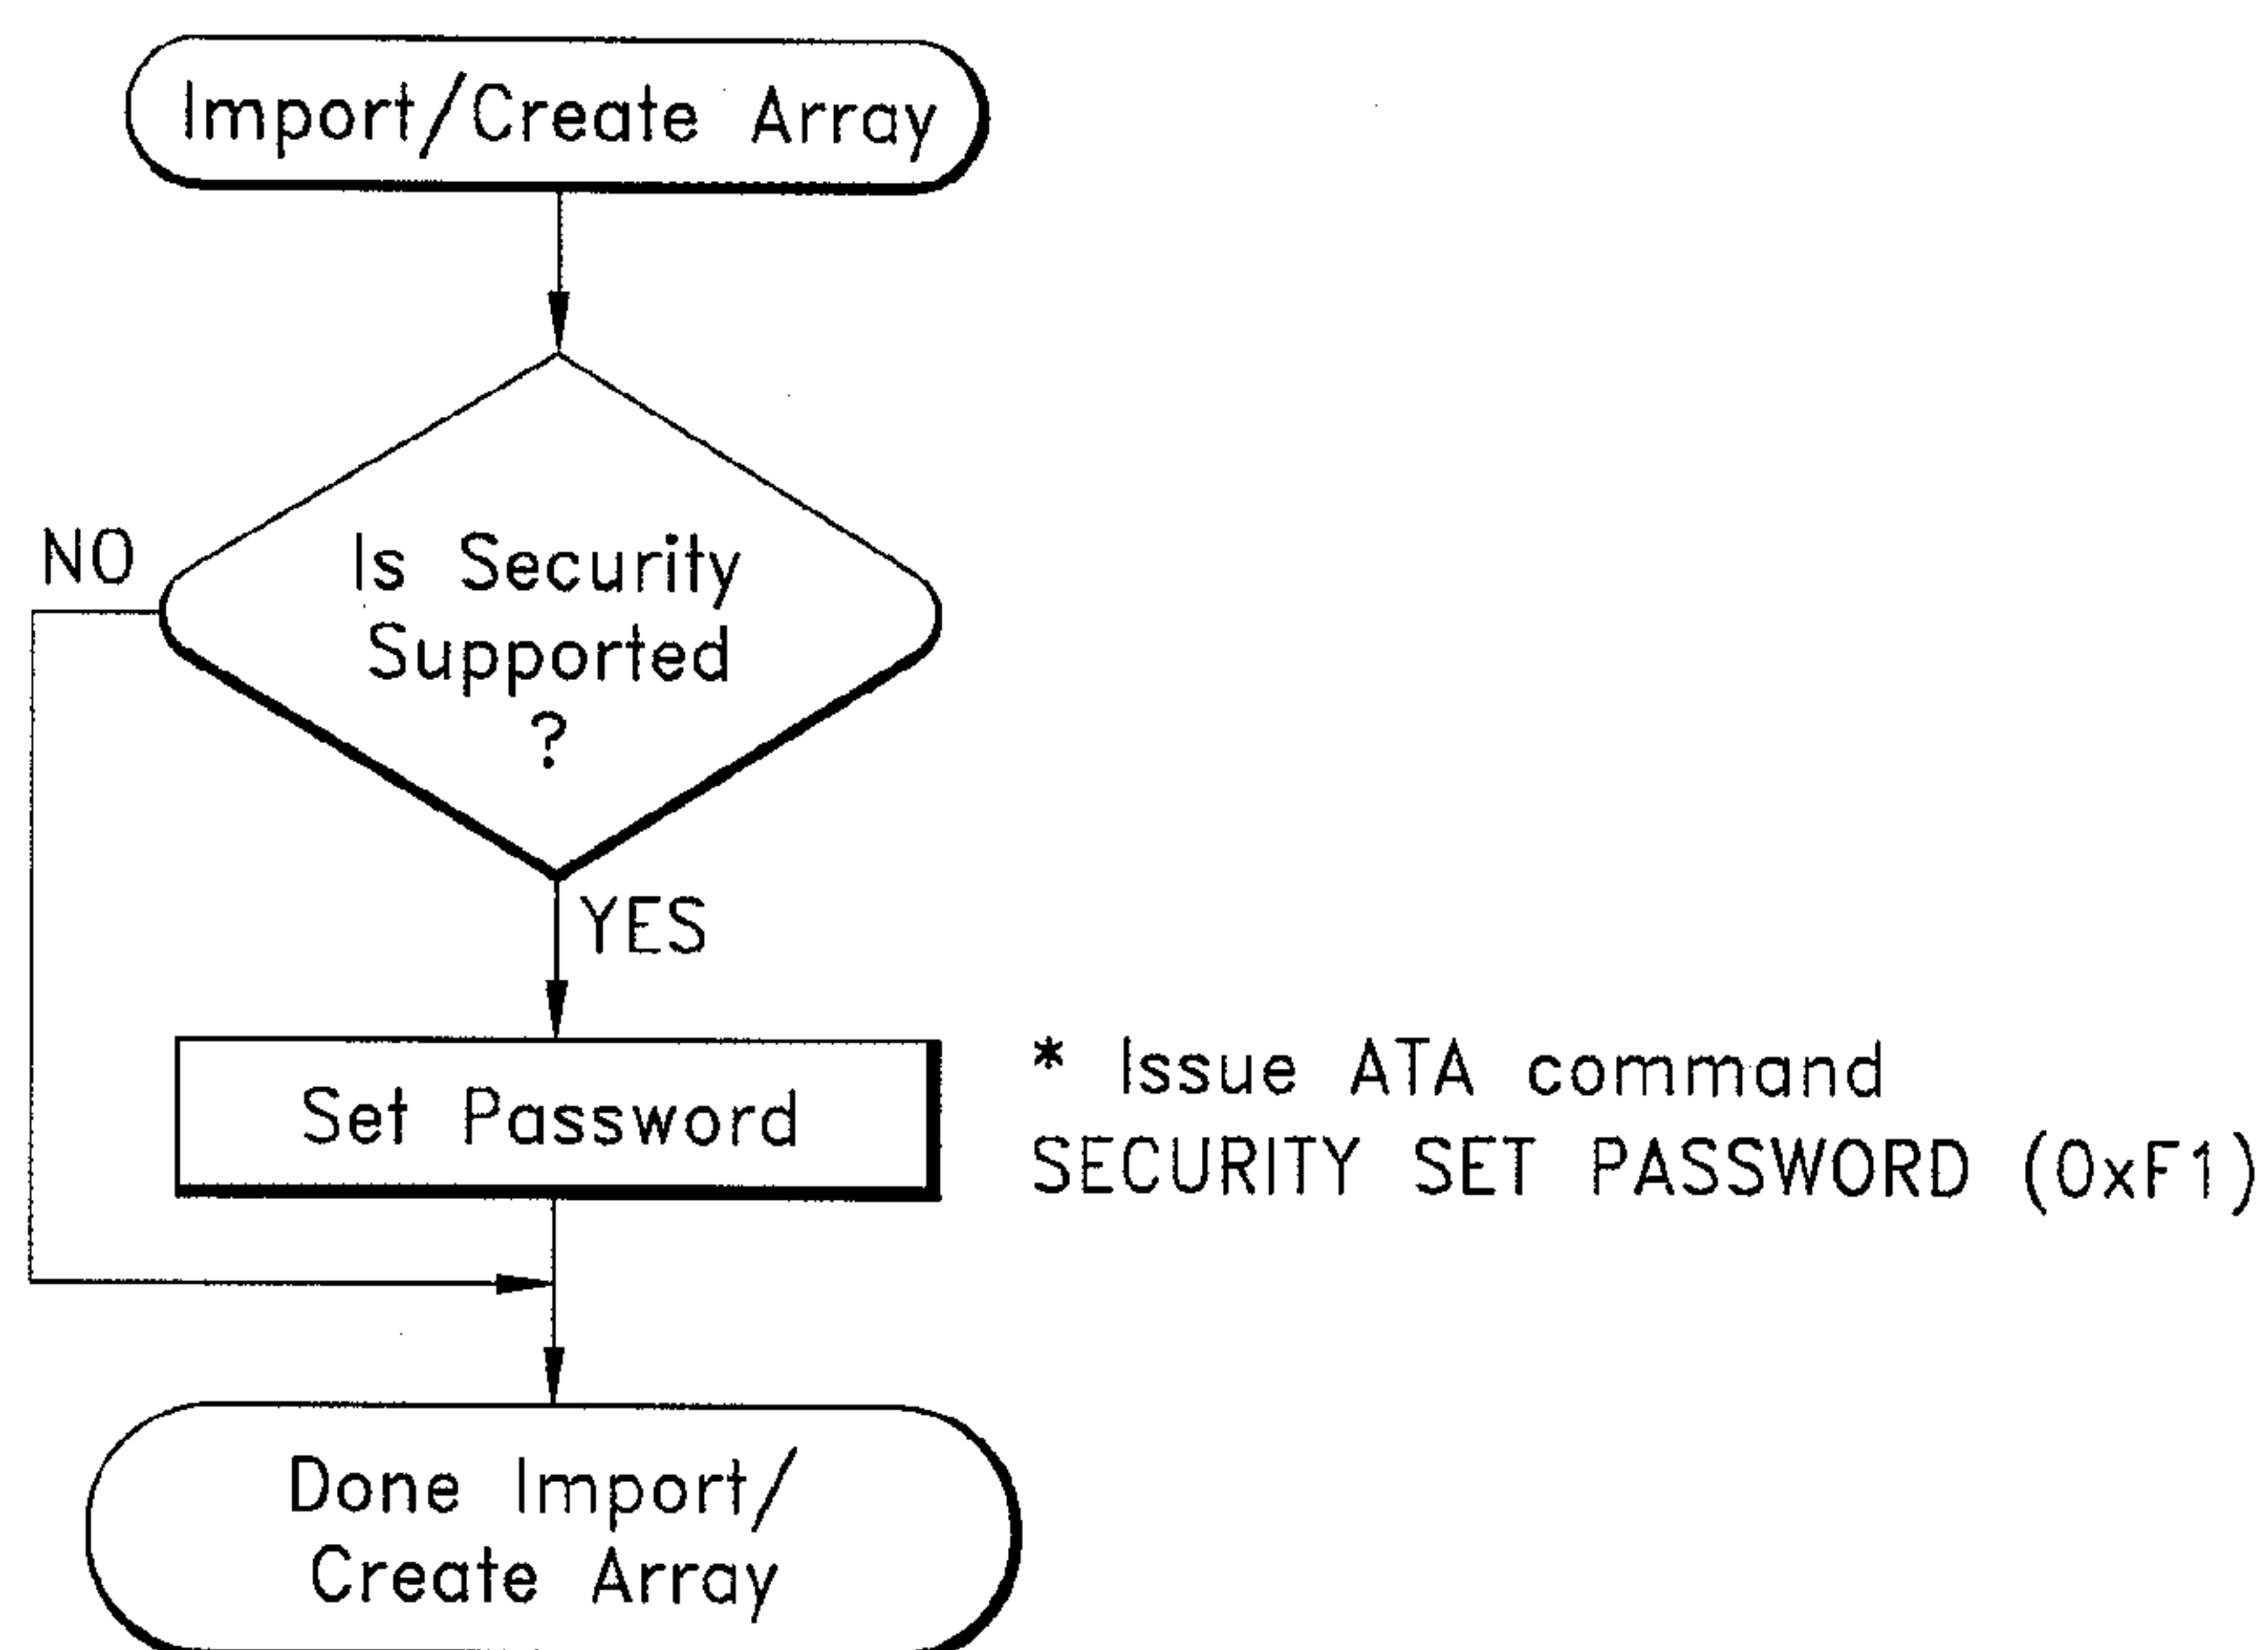 Import/Create Array
Is Security
Supported
?
NO
YES
Set Password
* Issue ATA command
SECURITY SET PASSWORD (0xF1)
Done Import/
Create Array